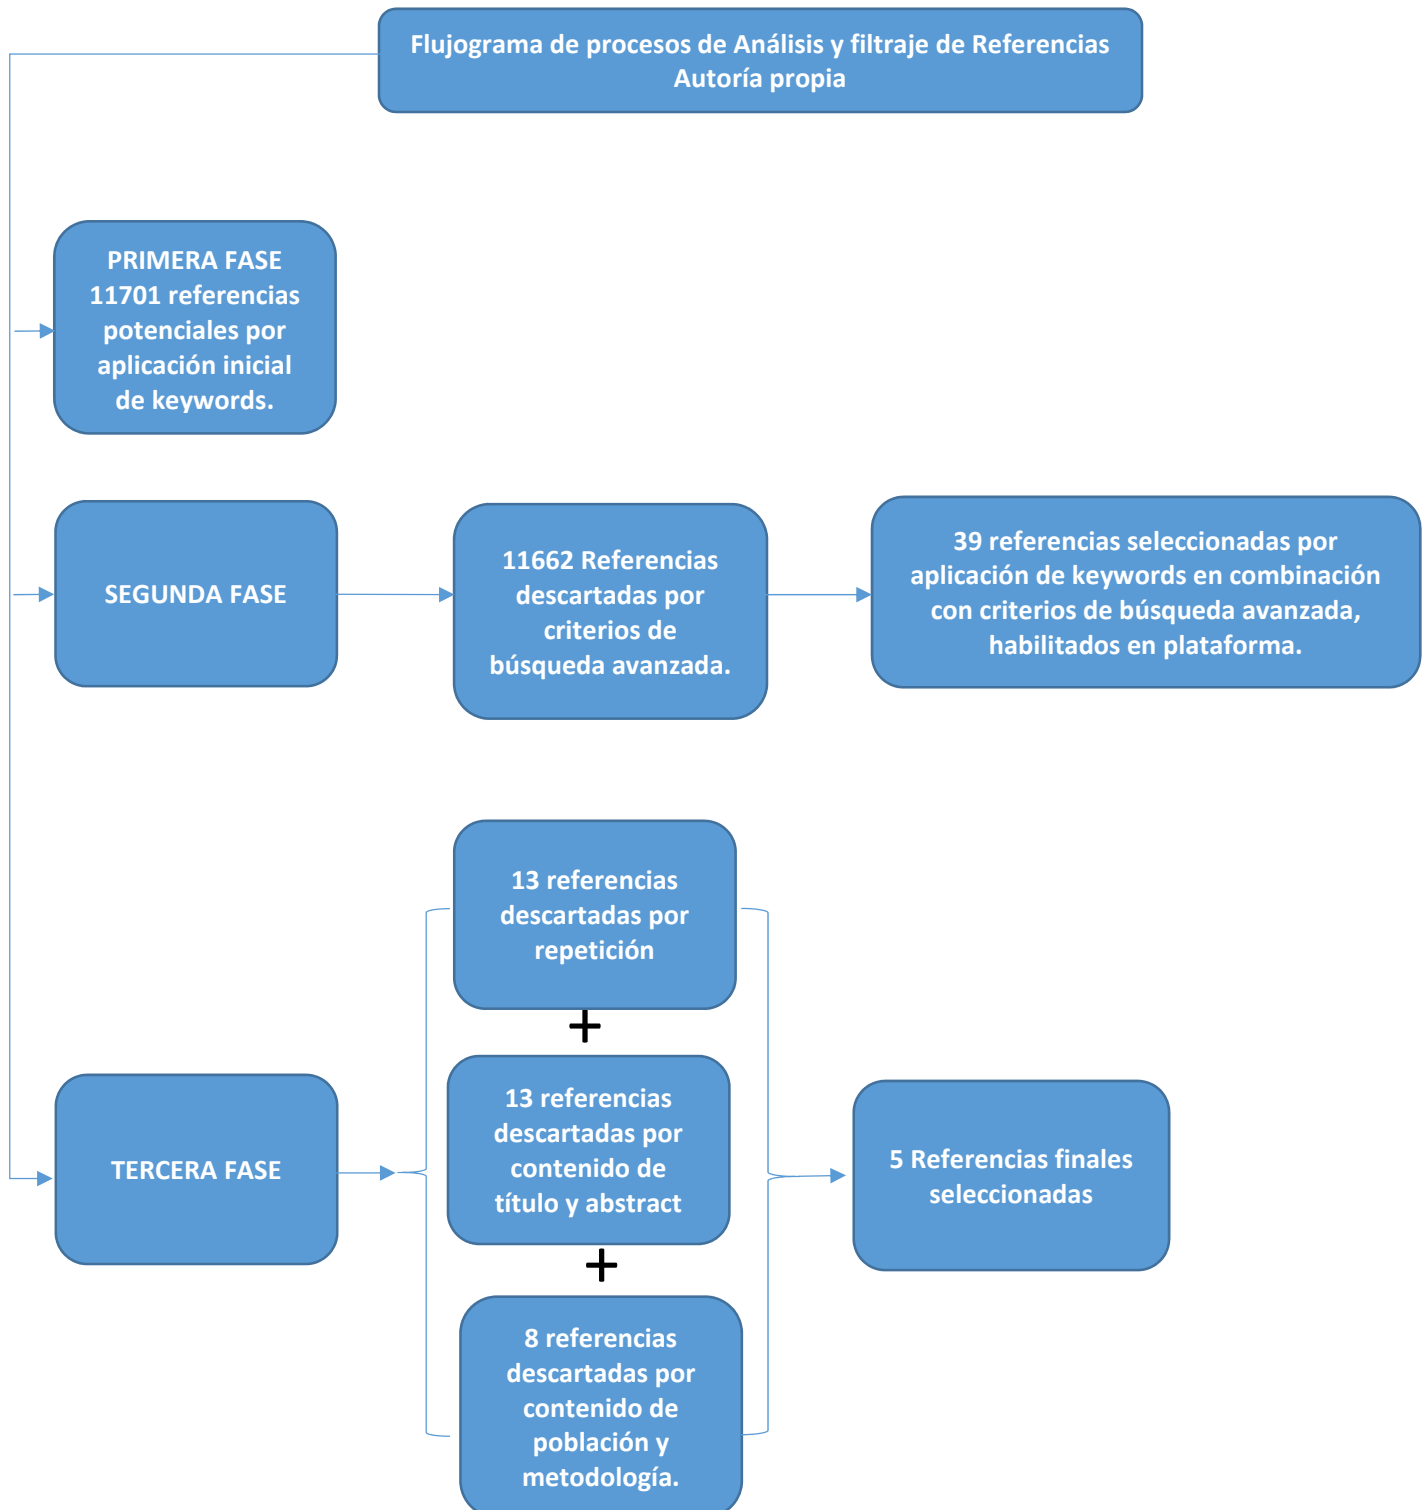 Flujograma de procesos de Análisis y filtraje de Referencias
Autoría propia
PRIMERA FASE
11701 referencias
potenciales por
aplicación inicial
de keywords.
SEGUNDA FASE
11662 Referencias
descartadas por
criterios de
búsqueda avanzada.
39 referencias seleccionadas por
aplicación de keywords en combinación
con criterios de búsqueda avanzada,
habilitados en plataforma.
13 referencias
descartadas por
repetición
+
TERCERA FASE
13 referencias
descartadas por
contenido de
título y abstract
5 Referencias finales
seleccionadas
+
8 referencias
descartadas por
contenido de
población y
metodología.